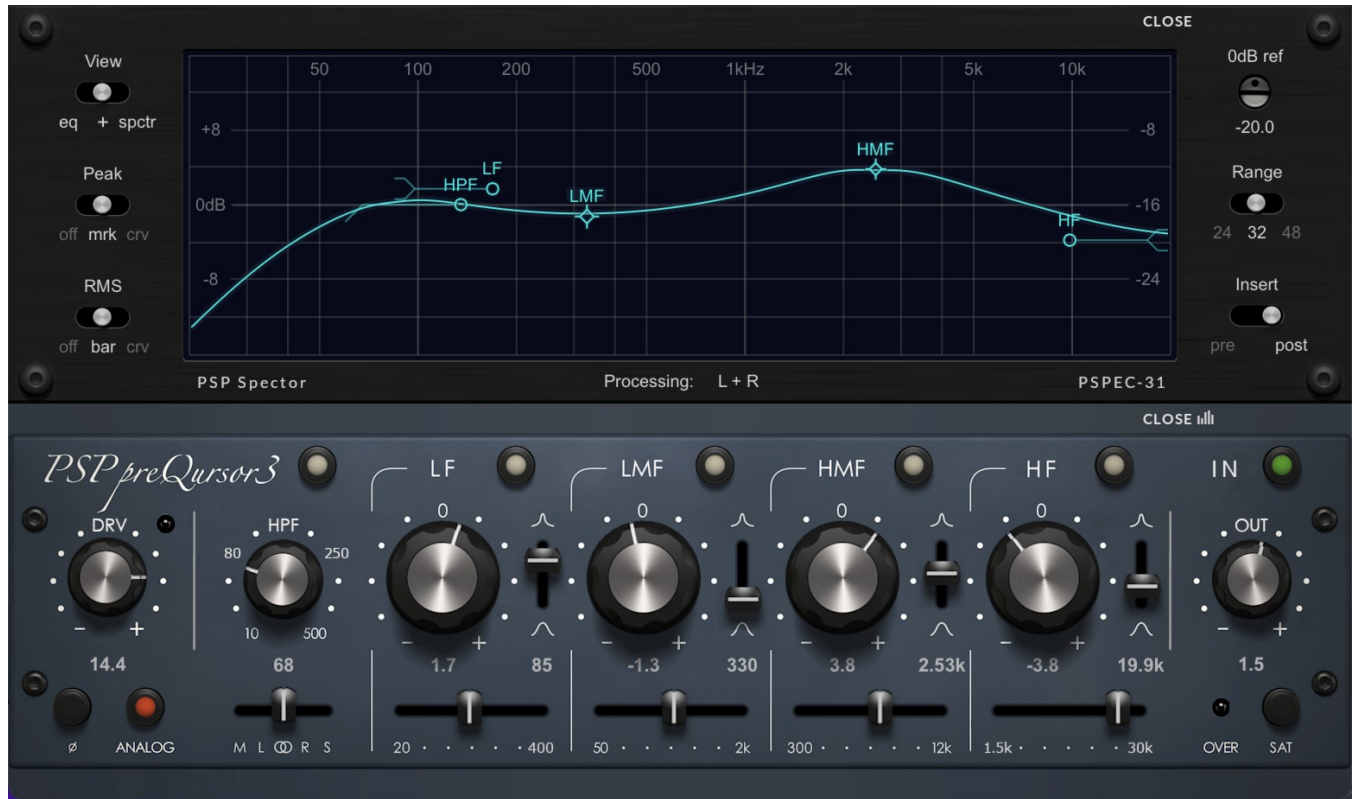 CLOSE
View
eq + spctr
Peak
off mrk crv
RMS
off bar crv
50 100 200 500 1kHz 2k 5k 10k
+8 -8
0dB -16
-8 -24
HPF LF LMF HMF HF
0dB ref
-20.0
Range
24 32 48
Insert
pre post
PSP Spector Processing: L + R PSPEC-31
CLOSE
PSP preQursor3 LF LMF HMF HF IN
DRV HPF 0 0 0 0 OUT
80 250
10 500
- + - + - + - + - + - +
14.4 68 1.7 85 -1.3 330 3.8 2.53k -3.8 19.9k 1.5
ø ANALOG M L R S 20 400 50 2k 300 12k 1.5k 30k OVER SAT